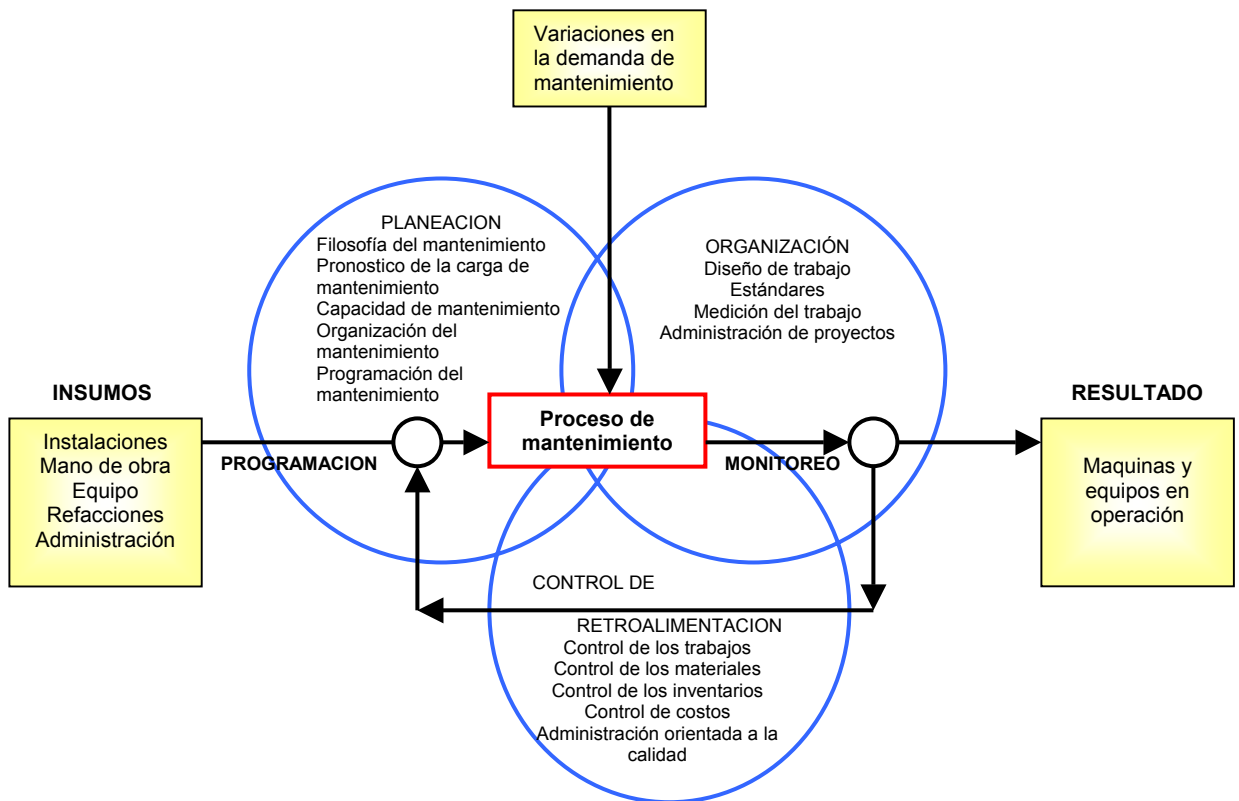 Variaciones en
la demanda de
mantenimiento
PLANEACION
Filosofía del mantenimiento
Pronostico de la carga de
mantenimiento
Capacidad de mantenimiento
Organización del
mantenimiento
Programación del
mantenimiento
ORGANIZACIÓN
Diseño de trabajo
Estándares
Medición del trabajo
Administración de proyectos
INSUMOS
Instalaciones
Mano de obra
Equipo
Refacciones
Administración
PROGRAMACION
Proceso de
mantenimiento
MONITOREO
RESULTADO
Maquinas y
equipos en
operación
CONTROL DE
RETROALIMENTACION
Control de los trabajos
Control de los materiales
Control de los inventarios
Control de costos
Administración orientada a la
calidad